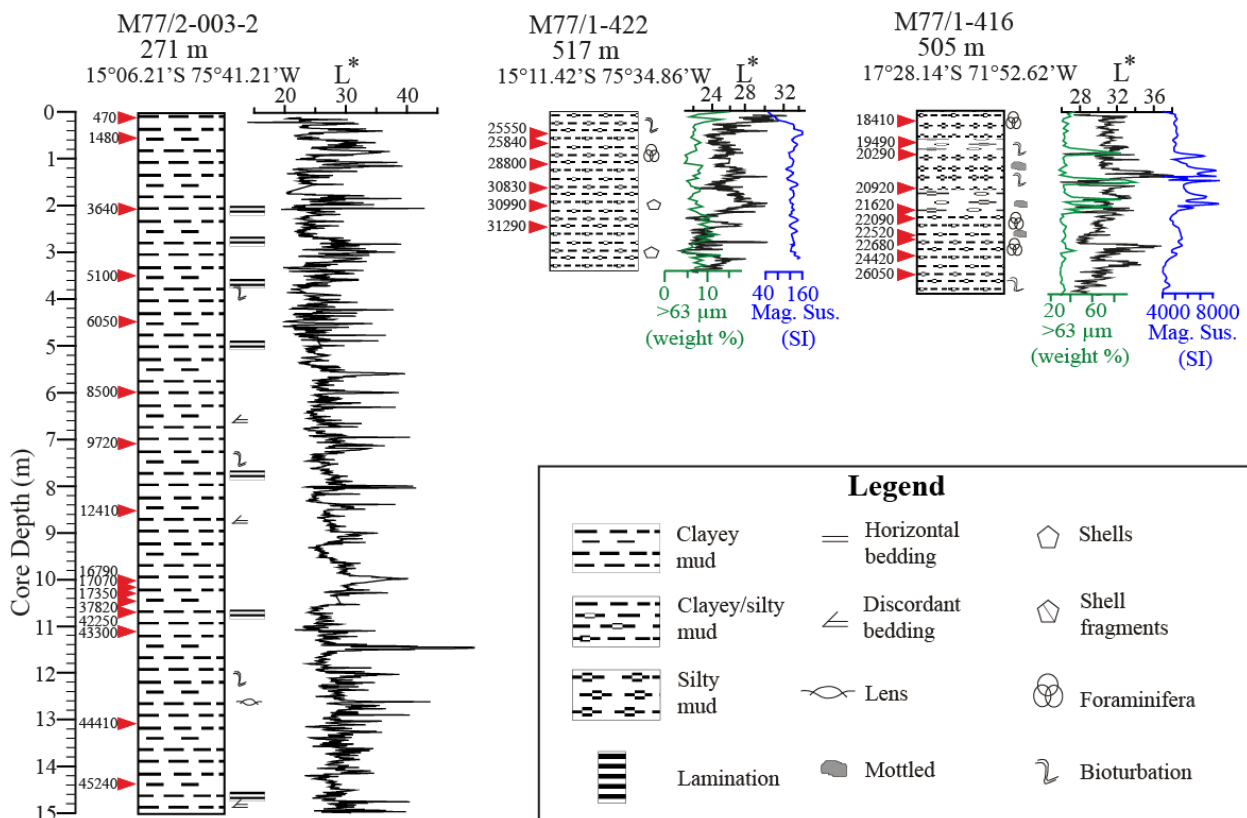 M77/2-003-2
271 m
15°06.21'S 75°41.21'W
L*
20 30 40
M77/1-422
517 m
15°11.42'S 75°34.86'W
L*
24 28 32
M77/1-416
505 m
17°28.14'S 71°52.62'W
L*
28 32 36
Core Depth (m)
0
1
2
3
4
5
6
7
8
9
10
11
12
13
14
15
470
1480
3640
5100
6050
8500
9720
12410
16790
17070
17350
37820
42250
43300
44410
45240
25550
25840
28800
30830
30990
31290
0 10
>63 µm
(weight %)
40 160
Mag. Sus.
(SI)
18410
19490
20290
20920
21620
22090
22520
22680
24420
26050
20 60
>63 µm
(weight %)
4000 8000
Mag. Sus.
(SI)
Legend
Clayey
mud
Clayey/silty
mud
Silty
mud
Lamination
Horizontal
bedding
Discordant
bedding
Lens
Mottled
Shells
Shell
fragments
Foraminifera
Bioturbation